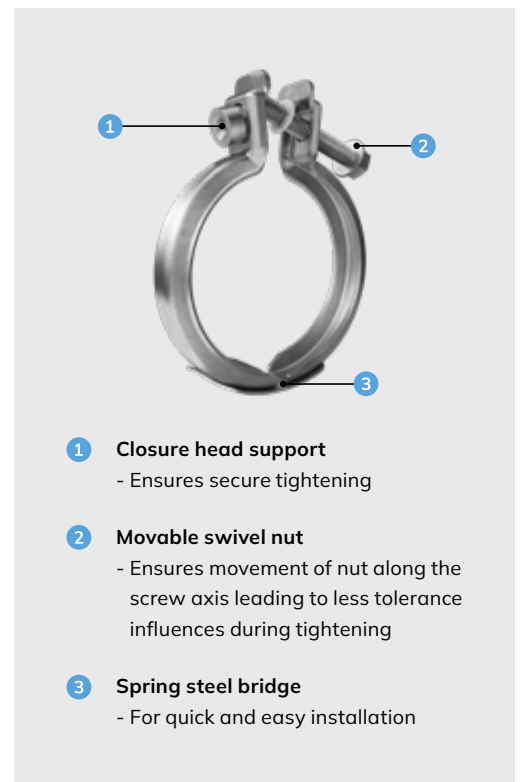 1
2
3
1 Closure head support
- Ensures secure tightening
2 Movable swivel nut
- Ensures movement of nut along the
screw axis leading to less tolerance
influences during tightening
3 Spring steel bridge
- For quick and easy installation